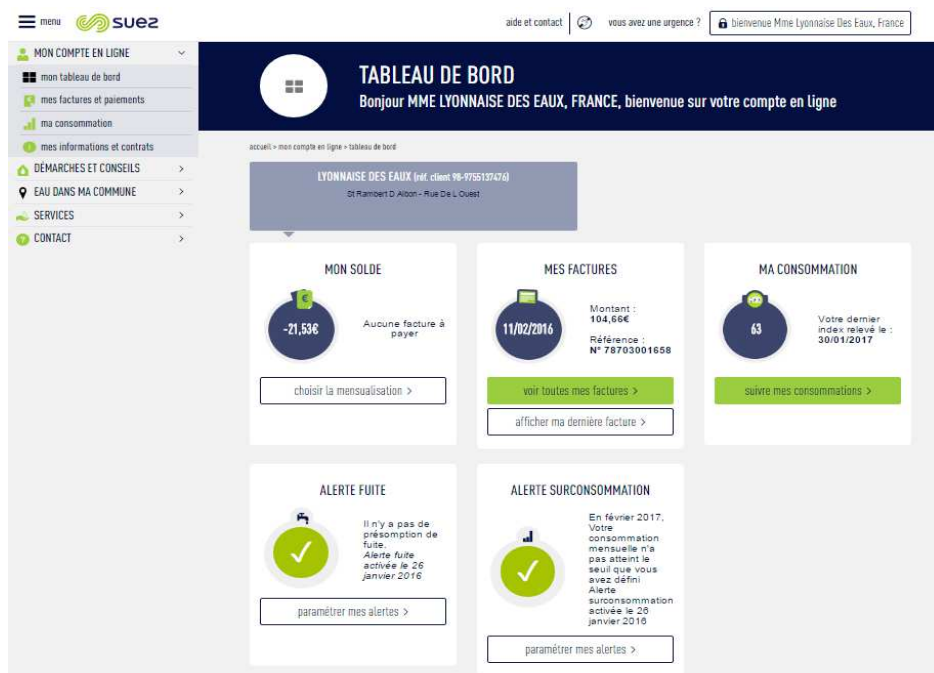 menu
suez
aide et contact
vous avez une urgence ?
bienvenue Mme Lyonnaise Des Eaux, France
MON COMPTE EN LIGNE
mon tableau de bord
mes factures et paiements
ma consommation
mes informations et contrats
DÉMARCHES ET CONSEILS
EAU DANS MA COMMUNE
SERVICES
CONTACT
TABLEAU DE BORD
Bonjour MME LYONNAISE DES EAUX, FRANCE, bienvenue sur votre compte en ligne
accueil > mon compte en ligne > tableau de bord
LYONNAISE DES EAUX (réf. client 98-9755137476)
St Rambert D Albon - Rue De L Ouest
MON SOLDE
€
-21,53€
Aucune facture à
payer
choisir la mensualisation >
MES FACTURES
11/02/2016
Montant :
104,66€
Référence :
N° 78703001658
voir toutes mes factures >
afficher ma dernière facture >
MA CONSOMMATION
63
Votre dernier
index relevé le :
30/01/2017
suivre mes consommations >
ALERTE FUITE
Il n'y a pas de
présomption de
fuite.
Alerte fuite
activée le 26
janvier 2016
paramétrer mes alertes >
ALERTE SURCONSOMMATION
En février 2017,
Votre
consommation
mensuelle n'a
pas atteint le
seuil que vous
avez défini
Alerte
surconsommation
activée le 26
janvier 2016
paramétrer mes alertes >